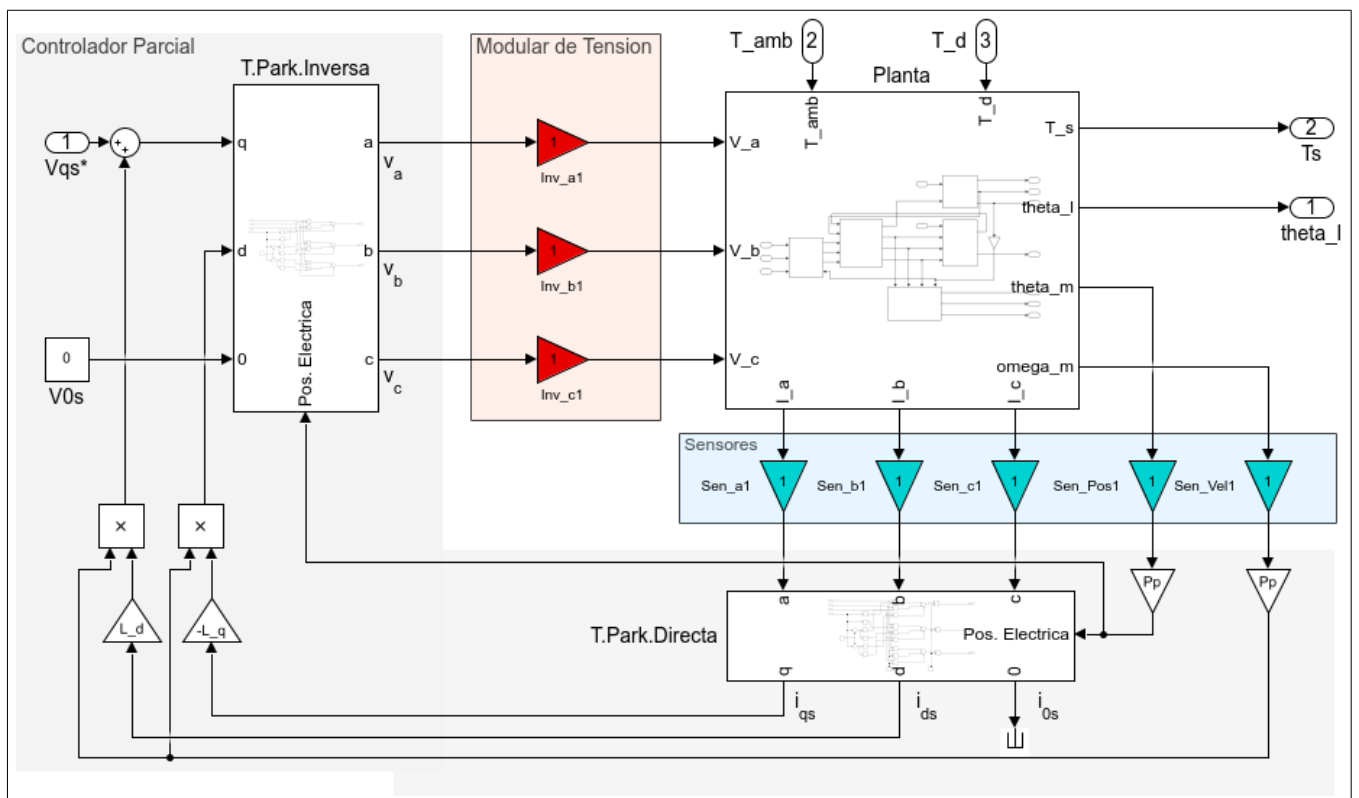 Controlador Parcial
Modular de Tension
T_amb 2
T_d 3
T.Park.Inversa
Planta
T_amb
T_d
1
Vqs*
+
+
q
a
v_a
1
Inv_a1
V_a
T_s
2
Ts
theta_l
1
theta_l
d
b
v_b
1
Inv_b1
V_b
theta_m
0
V0s
0
Pos. Electrica
c
v_c
1
Inv_c1
V_c
omega_m
I_a
I_b
I_c
Sensores
Sen_a1
1
Sen_b1
1
Sen_c1
1
Sen_Pos1
1
Sen_Vel1
1
×
×
L_d
-L_q
Pp
Pp
T.Park.Directa
a
b
c
Pos. Electrica
q
d
0
i_qs
i_ds
i_0s